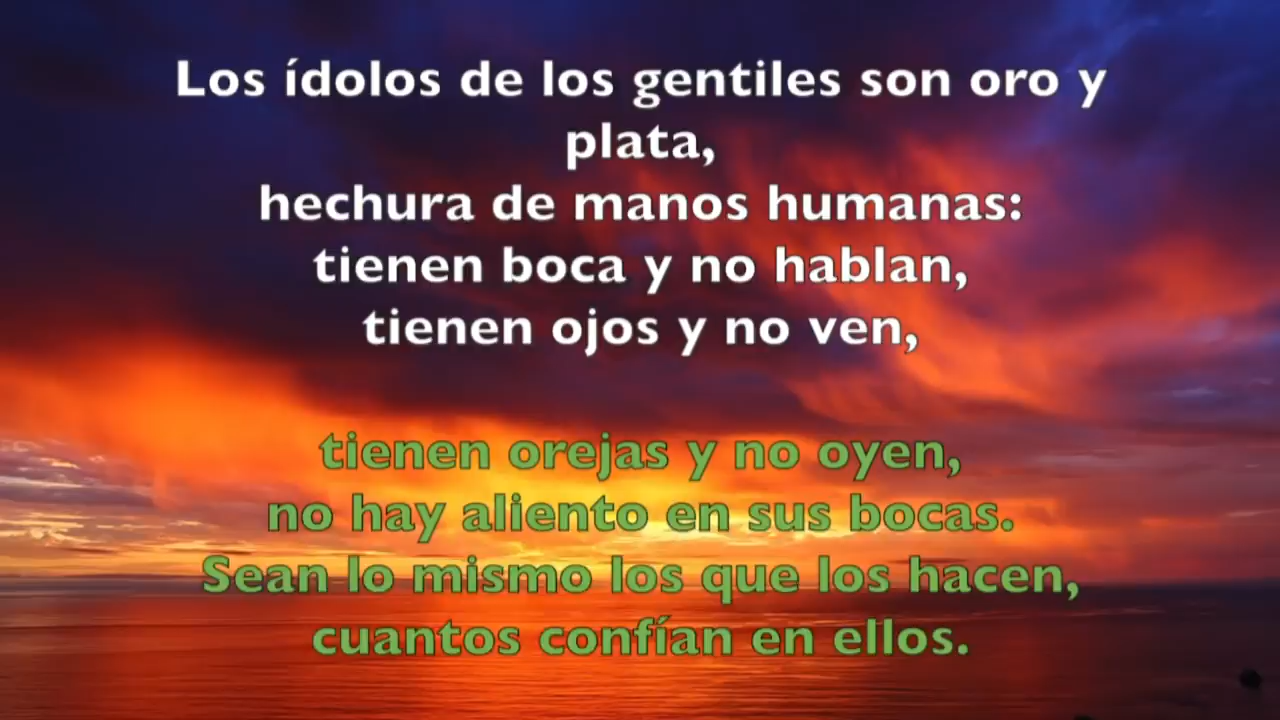 Los ídolos de los gentiles son oro y
plata,
hechura de manos humanas:
tienen boca y no hablan,
tienen ojos y no ven,
tienen orejas y no oyen,
no hay aliento en sus bocas.
Sean lo mismo los que los hacen,
cuantos confían en ellos.